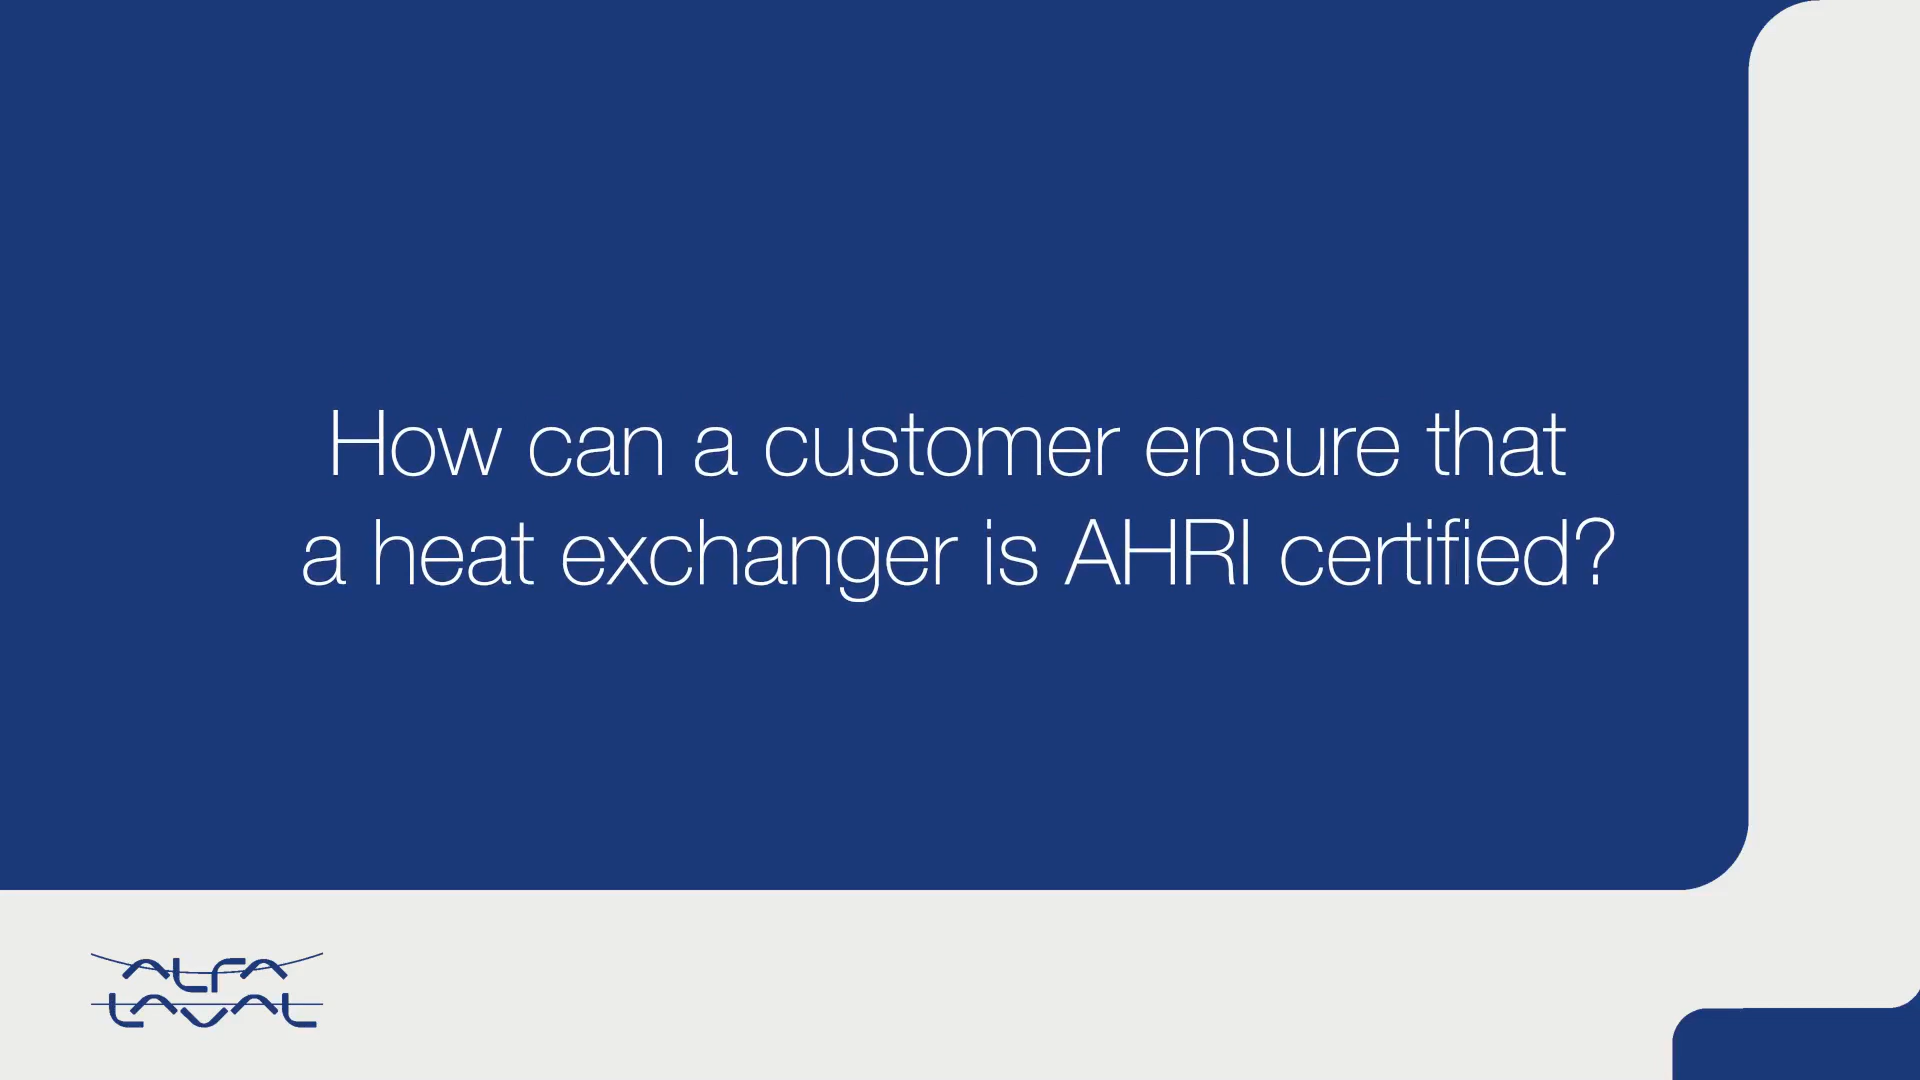 How can a customer ensure that
a heat exchanger is AHRI certified?
ALFA
LAVAL